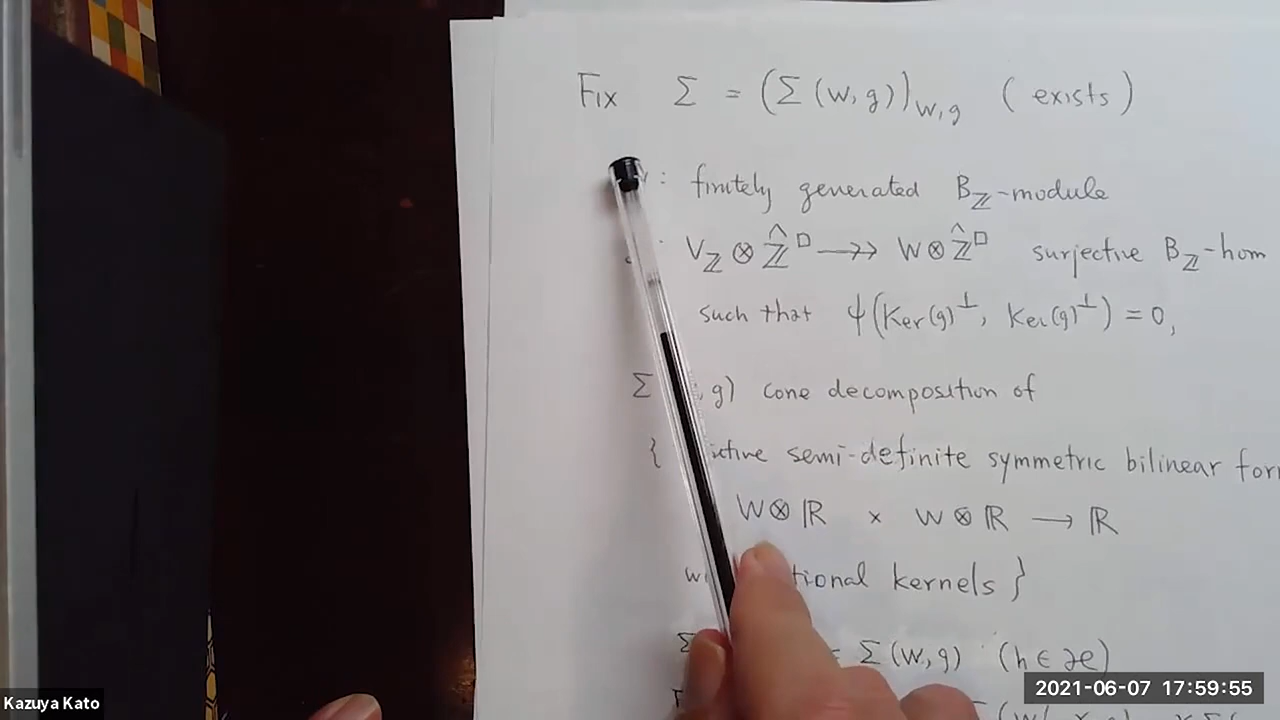 Fix Σ = (Σ(W, g))_{W,g} (exists)
: finitely generated B_ℤ-module
: V_ℤ ⊗ ℤ̂^□ ↠ W ⊗ ℤ̂^□ surjective B_ℤ-hom
such that ψ(Ker(g)^⊥, Ker(g)^⊥) = 0,
Σ , g) cone decomposition of
{ semi-definite symmetric bilinear
W⊗ℝ × W⊗ℝ → ℝ
kernels }
Σ = Σ(W, g) (h ∈
Kazuya Kato
2021-06-07 17:59:55